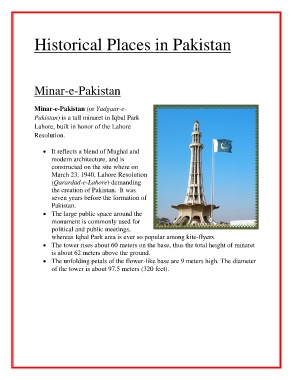 Historical Places in Pakistan
Minar-e-Pakistan
Minar-e-Pakistan (or Yadgaar-e-
Pakistan) is a tall minaret in Iqbal Park
Lahore, built in honor of the Lahore
Resolution.
• It reflects a blend of Mughal and
modern architecture, and is
constructed on the site where on
March 23, 1940, Lahore Resolution
(Qarardad-e-Lahore) demanding
the creation of Pakistan. It was
seven years before the formation of
Pakistan.
• The large public space around the
monument is commonly used for
political and public meetings,
whereas Iqbal Park area is ever so popular among kite-flyers.
• The tower rises about 60 meters on the base, thus the total height of minaret
is about 62 meters above the ground.
• The unfolding petals of the flower-like base are 9 meters high. The diameter
of the tower is about 97.5 meters (320 feet).